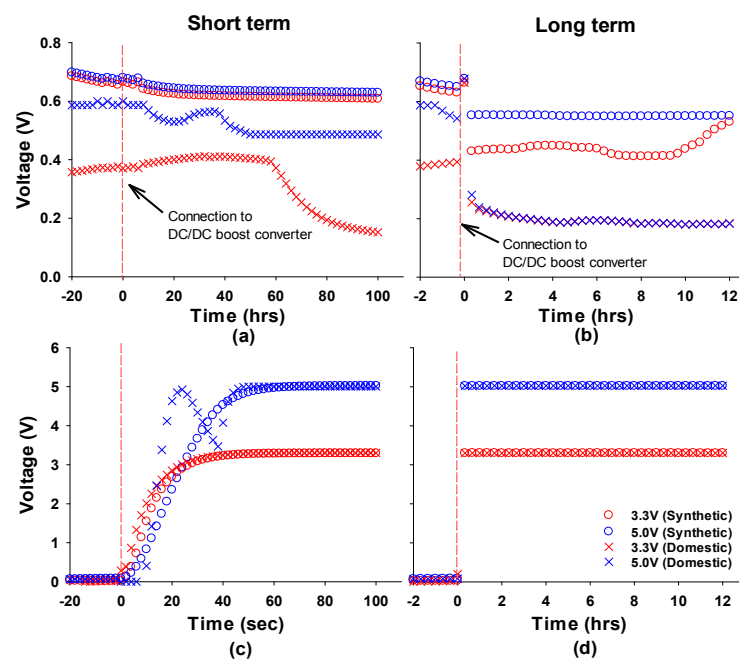 Short term
Long term
Voltage (V)
0.8
0.6
0.4
0.2
0.0
Connection to
DC/DC boost converter
-20 0 20 40 60 80 100
Time (hrs)
(a)
Connection to
DC/DC boost converter
-2 0 2 4 6 8 10 12
Time (hrs)
(b)
Voltage (V)
6
5
4
3
2
1
0
-20 0 20 40 60 80 100
Time (sec)
(c)
3.3V (Synthetic)
5.0V (Synthetic)
3.3V (Domestic)
5.0V (Domestic)
-2 0 2 4 6 8 10 12
Time (hrs)
(d)